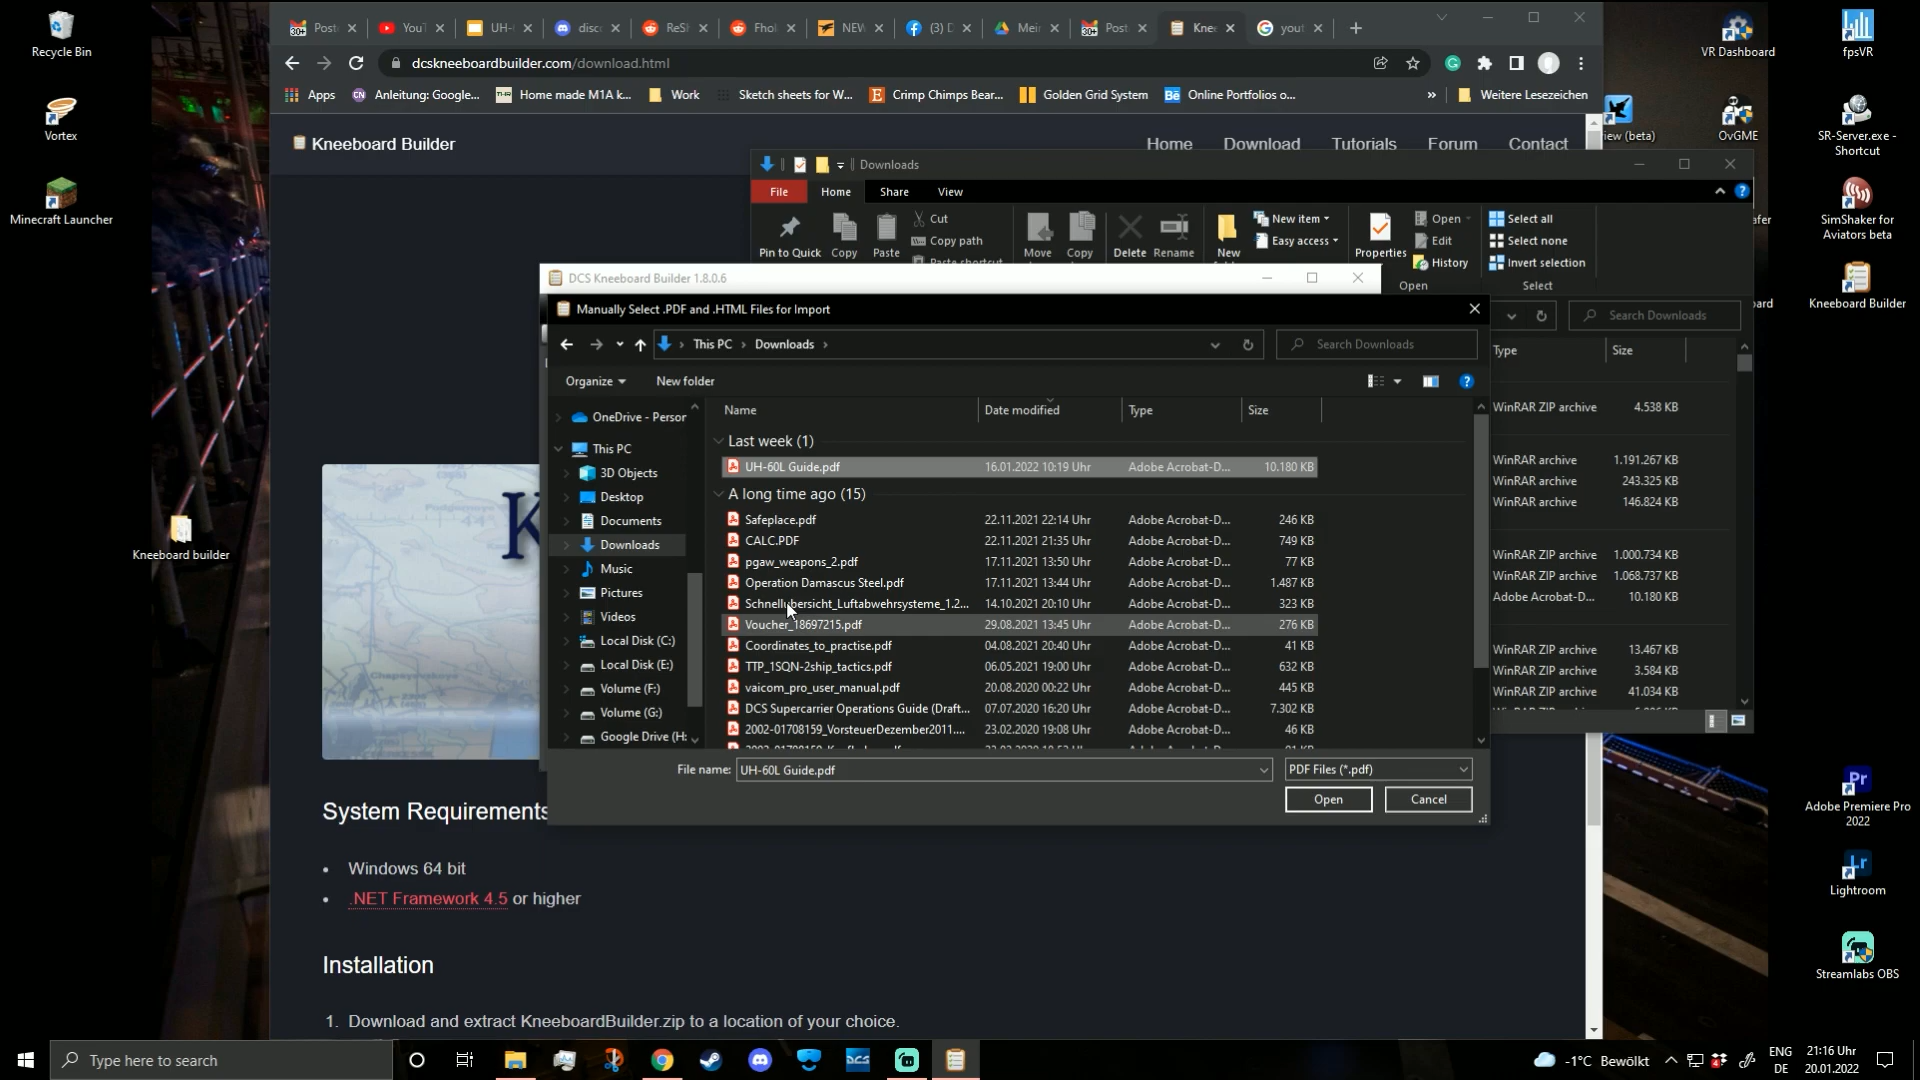 Recycle Bin
Vortex
Minecraft Launcher
Kneeboard builder
Post
YouT
UH-
disc
ReSI
Fhol
NEV
(3) D
Mein
Post
Knee
yout
dcskneeboardbuilder.com/download.html
Apps
Anleitung: Google...
Home made M1A k...
Work
Sketch sheets for W...
Crimp Chimps Bear...
Golden Grid System
Online Portfolios o...
»
Weitere Lesezeichen
Kneeboard Builder
Home
Download
Tutorials
Forum
Contact
Downloads
File
Home
Share
View
Pin to Quick
Copy
Paste
Cut
Copy path
Paste shortcut
Move
Copy
Delete
Rename
New
New item
Easy access
Properties
Open
Edit
History
Select all
Select none
Invert selection
Open
Select
DCS Kneeboard Builder 1.8.0.6
Manually Select .PDF and .HTML Files for Import
This PC
Downloads
Search Downloads
Search Downloads
Organize
New folder
Type
Size
OneDrive - Person
This PC
3D Objects
Desktop
Documents
Downloads
Music
Pictures
Videos
Local Disk (C:)
Local Disk (E:)
Volume (F:)
Volume (G:)
Google Drive (H:
Name
Date modified
Type
Size
Last week (1)
UH-60L Guide.pdf 16.01.2022 10:19 Uhr Adobe Acrobat-D... 10.180 KB
A long time ago (15)
Safeplace.pdf 22.11.2021 22:14 Uhr Adobe Acrobat-D... 246 KB
CALC.PDF 22.11.2021 21:35 Uhr Adobe Acrobat-D... 749 KB
pgaw_weapons_2.pdf 17.11.2021 13:50 Uhr Adobe Acrobat-D... 77 KB
Operation Damascus Steel.pdf 17.11.2021 13:44 Uhr Adobe Acrobat-D... 1.487 KB
Schnellübersicht_Luftabwehrsysteme_1.2... 14.10.2021 20:10 Uhr Adobe Acrobat-D... 323 KB
Voucher_18697215.pdf 29.08.2021 13:45 Uhr Adobe Acrobat-D... 276 KB
Coordinates_to_practise.pdf 04.08.2021 20:40 Uhr Adobe Acrobat-D... 41 KB
TTP_1SQN-2ship_tactics.pdf 06.05.2021 19:00 Uhr Adobe Acrobat-D... 632 KB
vaicom_pro_user_manual.pdf 20.08.2020 00:22 Uhr Adobe Acrobat-D... 445 KB
DCS Supercarrier Operations Guide (Draft... 07.07.2020 16:20 Uhr Adobe Acrobat-D... 7.302 KB
2002-01708159_VorsteuerDezember2011.... 23.02.2020 19:08 Uhr Adobe Acrobat-D... 46 KB
File name:
UH-60L Guide.pdf
PDF Files (*.pdf)
Open
Cancel
WinRAR ZIP archive 4.538 KB
WinRAR archive 1.191.267 KB
WinRAR archive 243.325 KB
WinRAR archive 146.824 KB
WinRAR ZIP archive 1.000.734 KB
WinRAR ZIP archive 1.068.737 KB
Adobe Acrobat-D... 10.180 KB
WinRAR ZIP archive 13.467 KB
WinRAR ZIP archive 3.584 KB
WinRAR ZIP archive 41.034 KB
System Requirements
• Windows 64 bit
• .NET Framework 4.5 or higher
Installation
1. Download and extract KneeboardBuilder.zip to a location of your choice.
VR Dashboard
fpsVR
iew (beta)
OvGME
SR-Server.exe - Shortcut
SimShaker for Aviators beta
Kneeboard Builder
Adobe Premiere Pro 2022
Lightroom
Streamlabs OBS
Type here to search
-1°C Bewölkt
ENG
DE
21:16 Uhr
20.01.2022